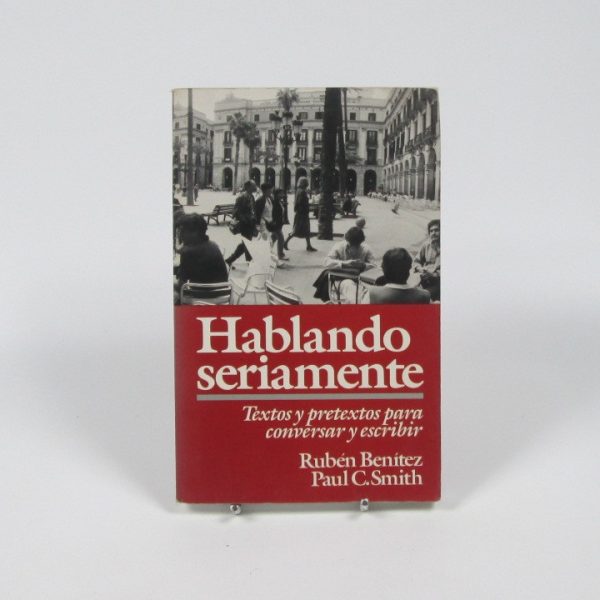 Hablando
seriamente
Textos y pretextos para
conversar y escribir
Rubén Benítez
Paul C. Smith